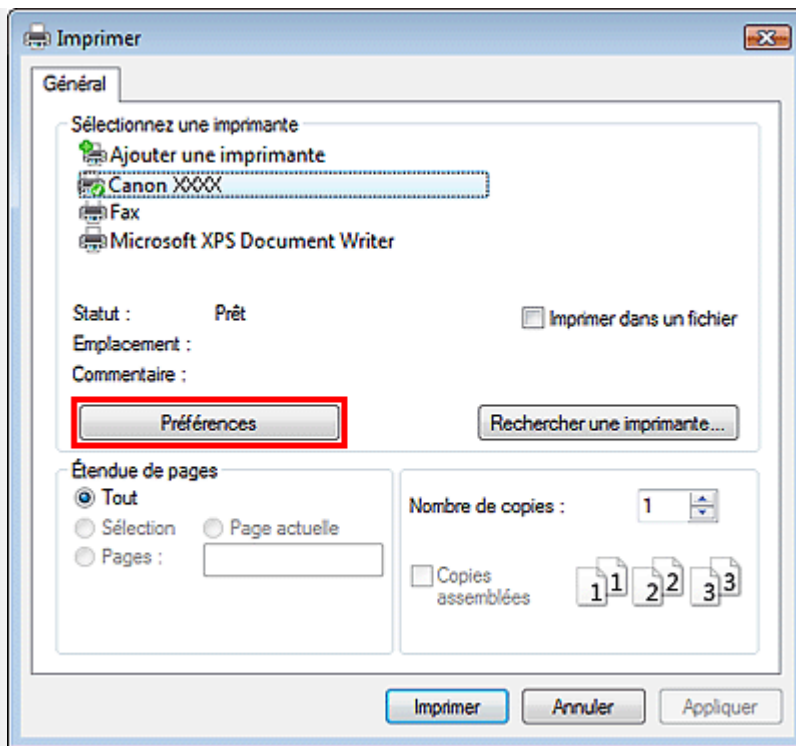 Imprimer
Général
Sélectionnez une imprimante
Ajouter une imprimante
Canon XXXX
Fax
Microsoft XPS Document Writer
Statut : Prêt
Imprimer dans un fichier
Emplacement :
Commentaire :
Préférences
Rechercher une imprimante...
Étendue de pages
Tout
Sélection
Page actuelle
Pages :
Nombre de copies : 1
Copies assemblées
1 1 2 2 3 3
Imprimer
Annuler
Appliquer